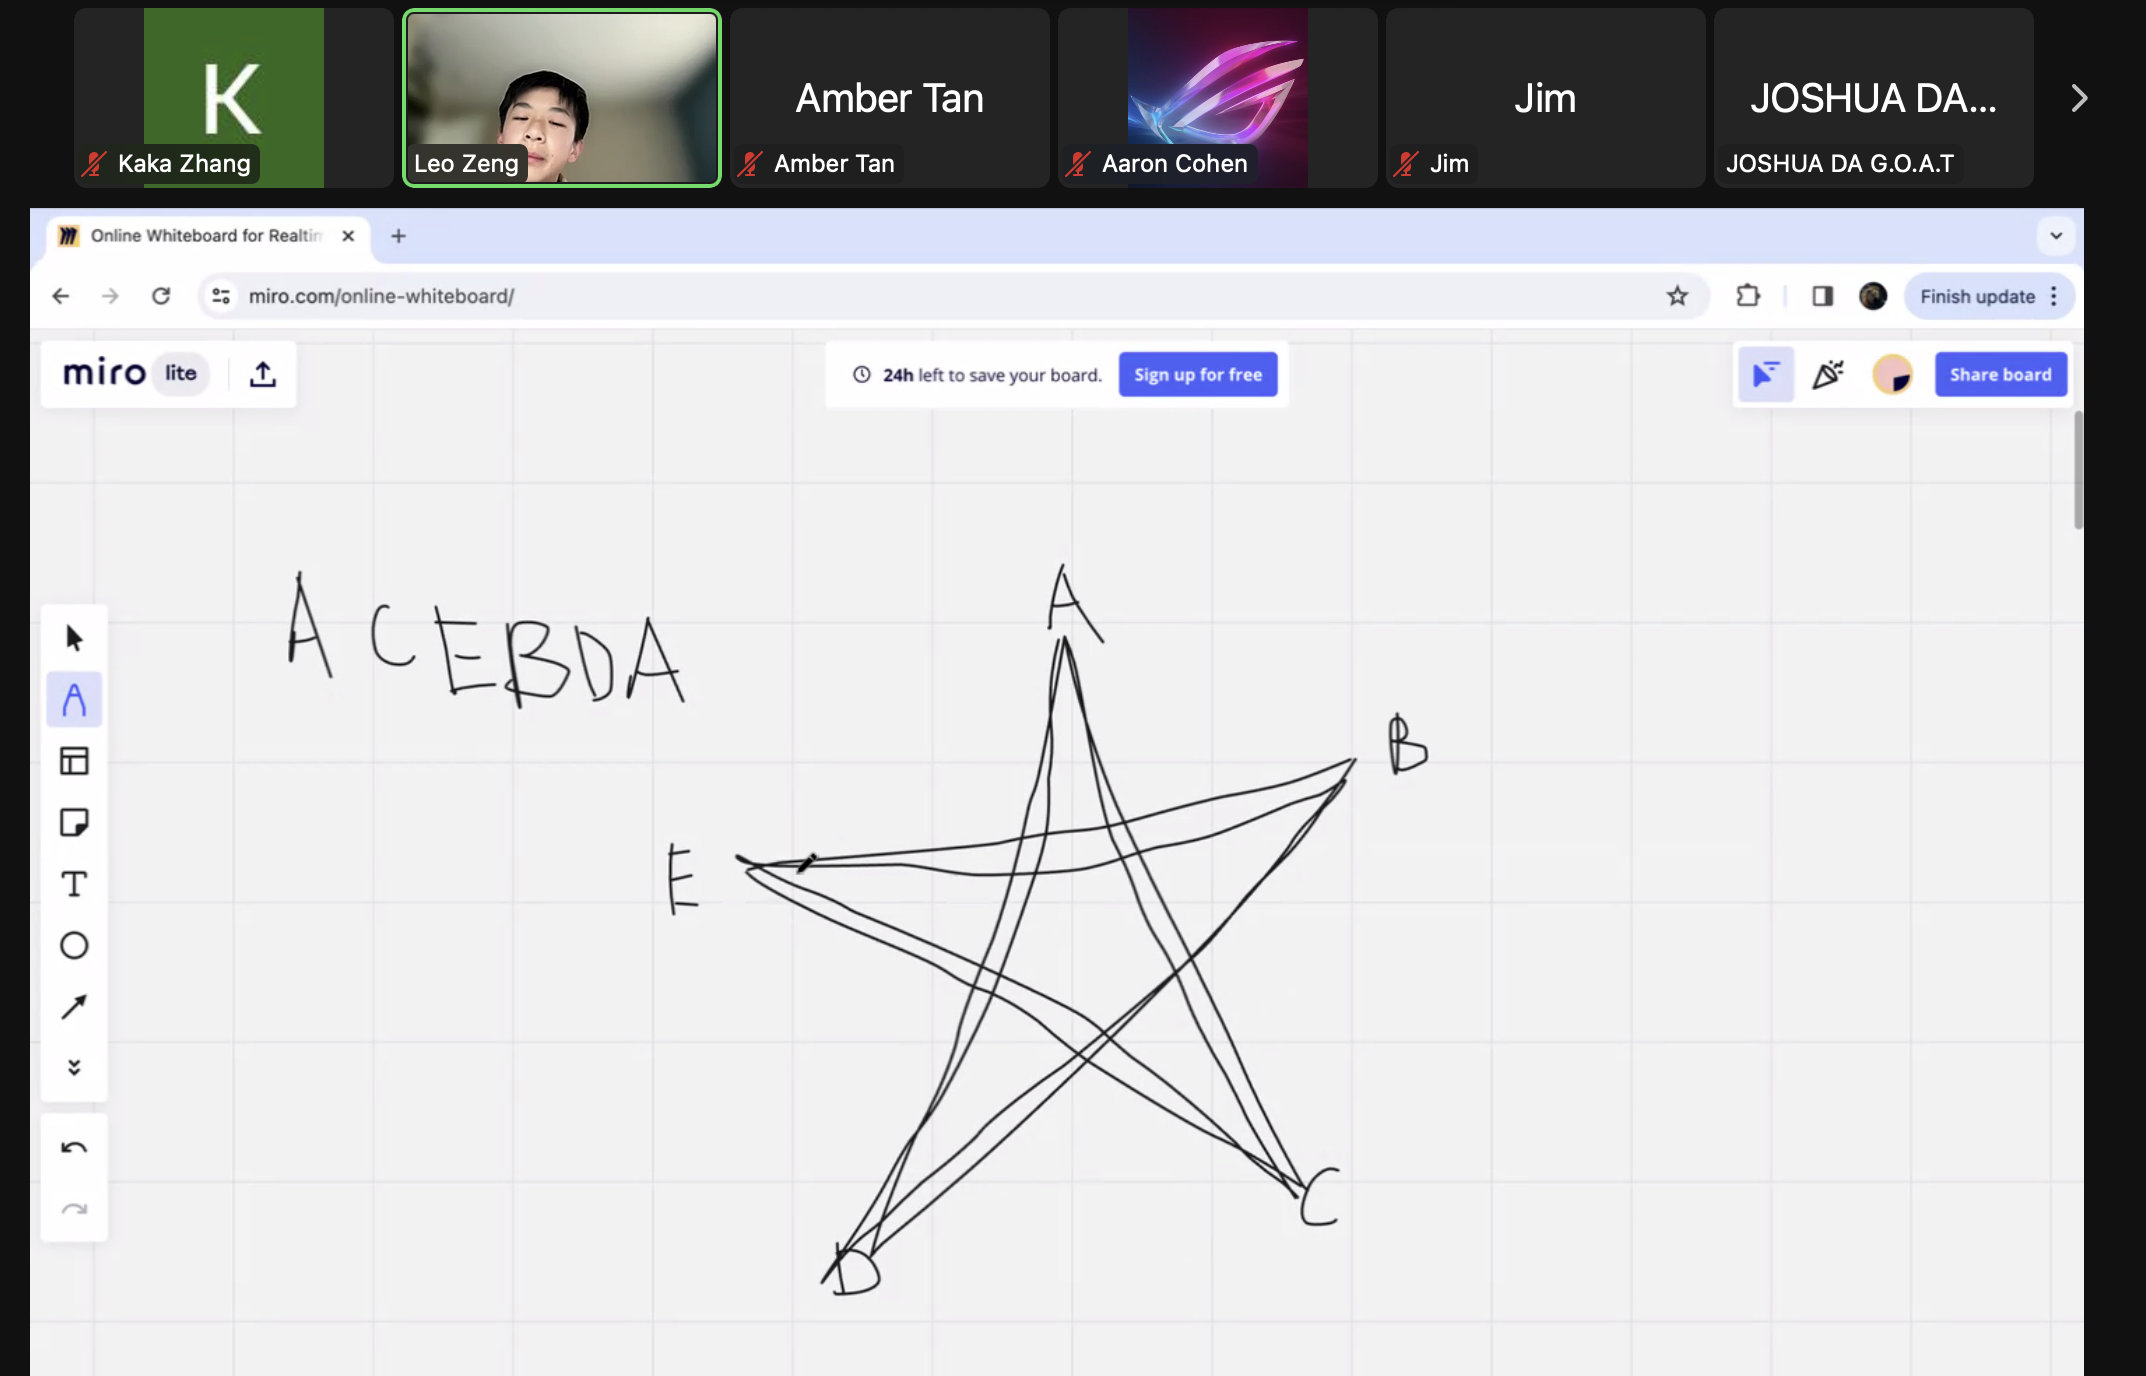 K
Amber Tan
Jim
JOSHUA DA...
Kaka Zhang
Leo Zeng
Amber Tan
Aaron Cohen
Jim
JOSHUA DA G.O.A.T
Online Whiteboard for Realtin
miro.com/online-whiteboard/
Finish update
miro lite
24h left to save your board.
Sign up for free
Share board
A
ACEBDA
B
E
C
D